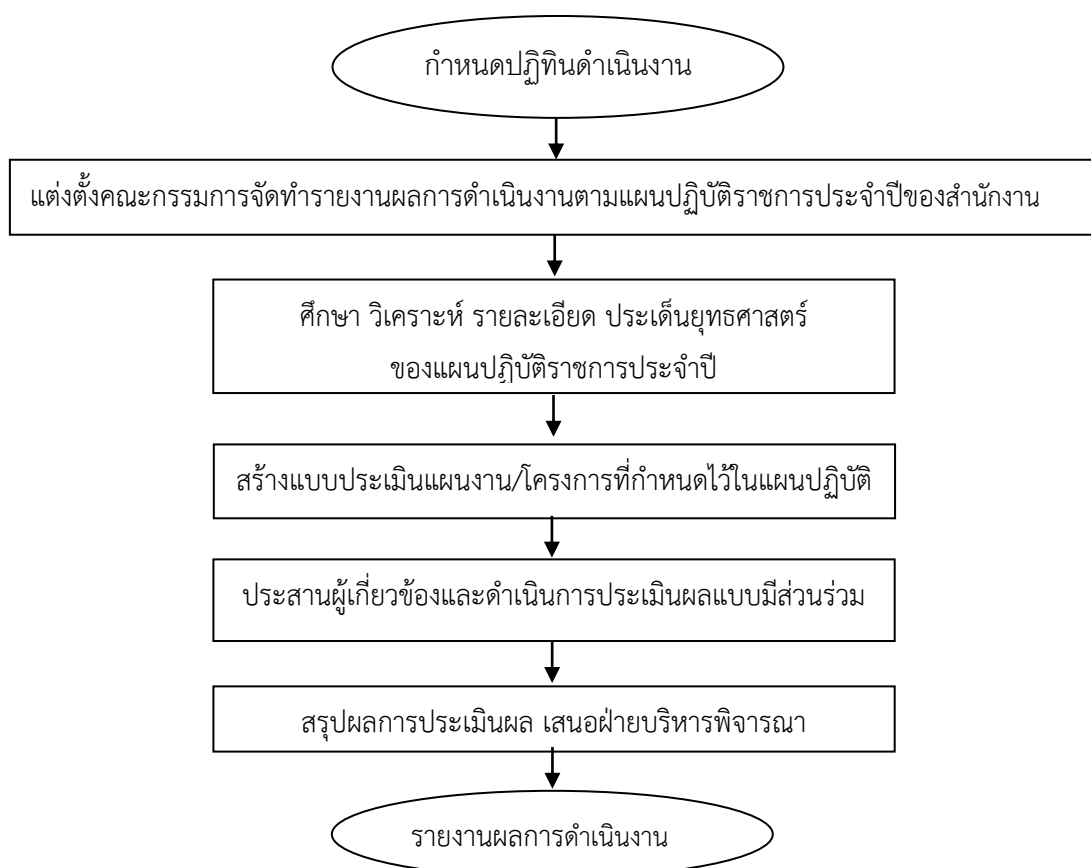 กำหนดปฏิทินดำเนินงาน
แต่งตั้งคณะกรรมการจัดทำรายงานผลการดำเนินงานตามแผนปฏิบัติราชการประจำปีของสำนักงาน
ศึกษา วิเคราะห์ รายละเอียด ประเด็นยุทธศาสตร์
ของแผนปฏิบัติราชการประจำปี
สร้างแบบประเมินแผนงาน/โครงการที่กำหนดไว้ในแผนปฏิบัติ
ประสานผู้เกี่ยวข้องและดำเนินการประเมินผลแบบมีส่วนร่วม
สรุปผลการประเมินผล เสนอฝ่ายบริหารพิจารณา
รายงานผลการดำเนินงาน